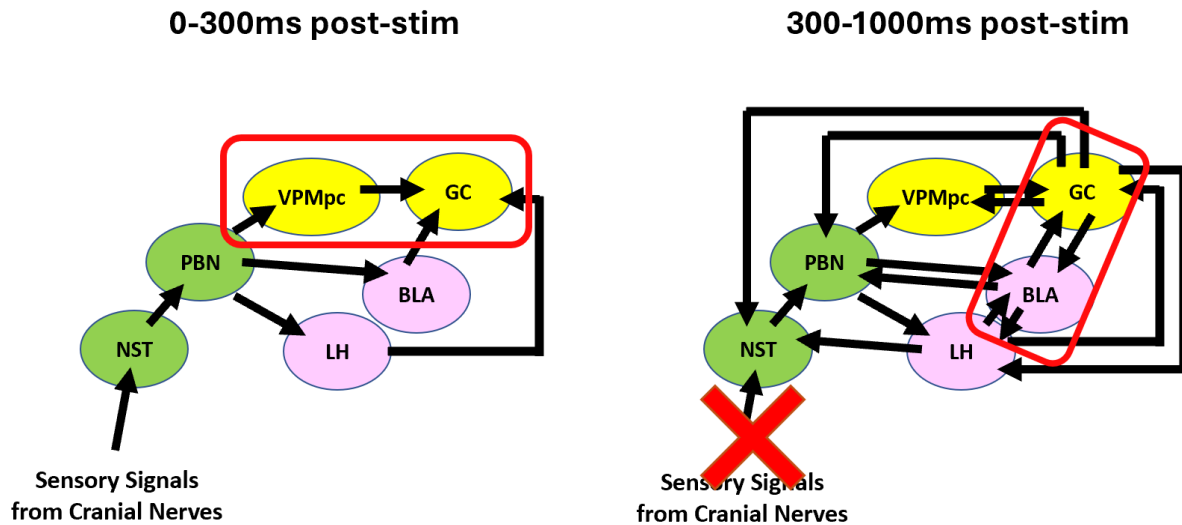 0-300ms post-stim
VPMpc
GC
PBN
BLA
NST
LH
Sensory Signals
from Cranial Nerves
300-1000ms post-stim
VPMpc
GC
PBN
BLA
NST
LH
Sensory Signals
from Cranial Nerves